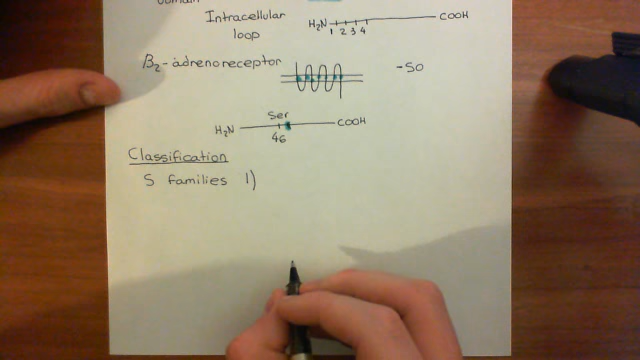 domain
Intracellular H₂N COOH
loop 1 2 3 4
β₂-adrenoreceptor -50
Ser
H₂N COOH
46
Classification
5 families 1)